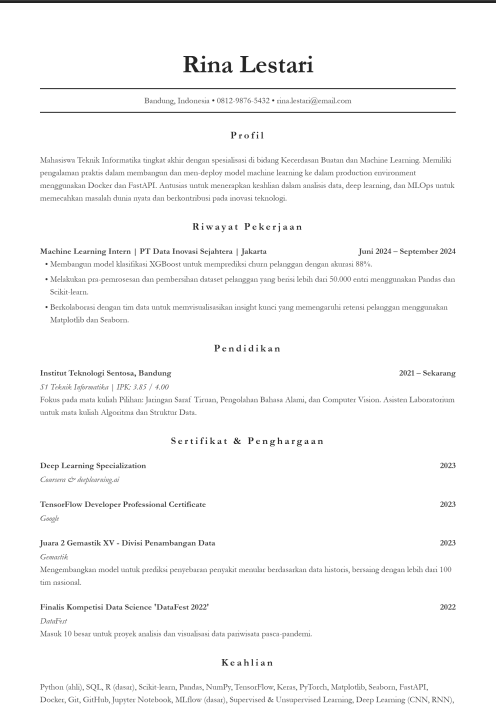 Rina Lestari
Bandung, Indonesia • 0812-9876-5432 • rina.lestari@email.com
Profil
Mahasiswa Teknik Informatika tingkat akhir dengan spesialisasi di bidang Kecerdasan Buatan dan Machine Learning. Memiliki
pengalaman praktis dalam membangun dan men-deploy model machine learning ke dalam production environment
menggunakan Docker dan FastAPI. Antusias untuk menerapkan keahlian dalam analisis data, deep learning, dan MLOps untuk
memecahkan masalah dunia nyata dan berkontribusi pada inovasi teknologi.
Riwayat Pekerjaan
Machine Learning Intern | PT Data Inovasi Sejahtera | Jakarta Juni 2024 – September 2024
• Membangun model klasifikasi XGBoost untuk memprediksi churn pelanggan dengan akurasi 88%.
• Melakukan pra-pemrosesan dan pembersihan dataset pelanggan yang berisi lebih dari 50.000 entri menggunakan Pandas dan
Scikit-learn.
• Berkolaborasi dengan tim data untuk memvisualisasikan insight kunci yang memengaruhi retensi pelanggan menggunakan
Matplotlib dan Seaborn.
Pendidikan
Institut Teknologi Sentosa, Bandung 2021 – Sekarang
S1 Teknik Informatika | IPK: 3.85 / 4.00
Fokus pada mata kuliah Pilihan: Jaringan Saraf Tiruan, Pengolahan Bahasa Alami, dan Computer Vision. Asisten Laboratorium
untuk mata kuliah Algoritma dan Struktur Data.
Sertifikat & Penghargaan
Deep Learning Specialization 2023
Coursera & deeplearning.ai
TensorFlow Developer Professional Certificate 2023
Google
Juara 2 Gemastik XV - Divisi Penambangan Data 2023
Gemastik
Mengembangkan model untuk prediksi penyebaran penyakit menular berdasarkan data historis, bersaing dengan lebih dari 100
tim nasional.
Finalis Kompetisi Data Science 'DataFest 2022' 2022
DataFest
Masuk 10 besar untuk proyek analisis dan visualisasi data pariwisata pasca-pandemi.
Keahlian
Python (ahli), SQL, R (dasar), Scikit-learn, Pandas, NumPy, TensorFlow, Keras, PyTorch, Matplotlib, Seaborn, FastAPI,
Docker, Git, GitHub, Jupyter Notebook, MLflow (dasar), Supervised & Unsupervised Learning, Deep Learning (CNN, RNN),